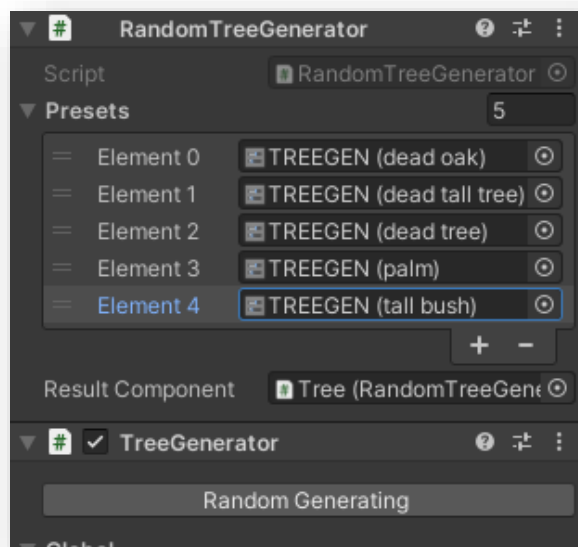 # RandomTreeGenerator
Script # RandomTreeGenerator
Presets 5
Element 0 TREEGEN (dead oak)
Element 1 TREEGEN (dead tall tree)
Element 2 TREEGEN (dead tree)
Element 3 TREEGEN (palm)
Element 4 TREEGEN (tall bush)
+ −
Result Component # Tree (RandomTreeGene
# TreeGenerator
Random Generating
Global